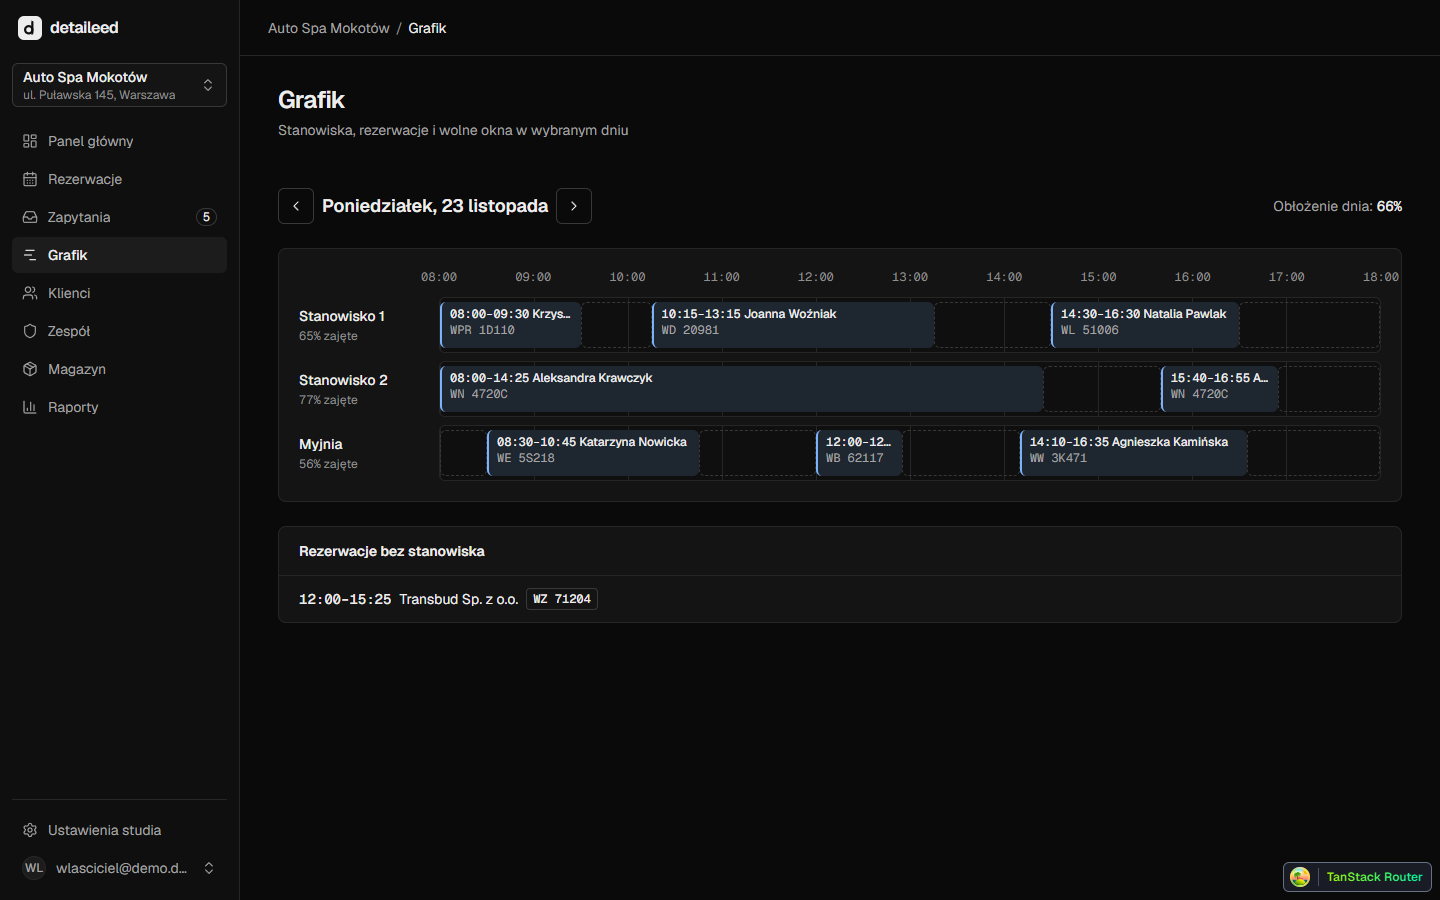 detaileed
Auto Spa Mokotów / Grafik
Auto Spa Mokotów
ul. Puławska 145, Warszawa
Panel główny
Rezerwacje
Zapytania 5
Grafik
Klienci
Zespół
Magazyn
Raporty
Ustawienia studia
WL wlasciciel@demo.d...
Grafik
Stanowiska, rezerwacje i wolne okna w wybranym dniu
Poniedziałek, 23 listopada
Obłożenie dnia: 66%
08:00 09:00 10:00 11:00 12:00 13:00 14:00 15:00 16:00 17:00 18:00
Stanowisko 1
65% zajęte
08:00–09:30 Krzys...
WPR 1D110
10:15–13:15 Joanna Woźniak
WD 20981
14:30–16:30 Natalia Pawlak
WL 51006
Stanowisko 2
77% zajęte
08:00–14:25 Aleksandra Krawczyk
WN 4720C
15:40–16:55 A...
WN 4720C
Myjnia
56% zajęte
08:30–10:45 Katarzyna Nowicka
WE 5S218
12:00–12...
WB 62117
14:10–16:35 Agnieszka Kamińska
WW 3K471
Rezerwacje bez stanowiska
12:00–15:25 Transbud Sp. z o.o. WZ 71204
TanStack Router